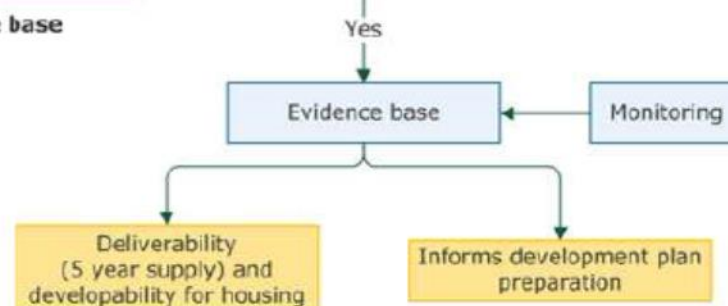 base
Yes
Evidence base
Monitoring
Deliverability
(5 year supply) and
developability for housing
Informs development plan
preparation